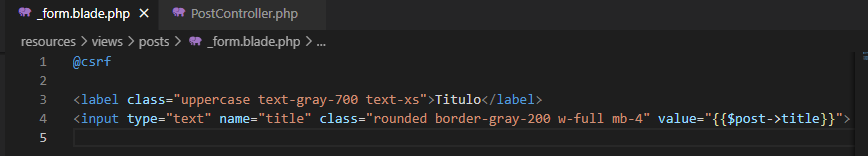 _form.blade.php × PostController.php
resources > views > posts > _form.blade.php > ...
1 @csrf
2
3 <label class="uppercase text-gray-700 text-xs">Titulo</label>
4 <input type="text" name="title" class="rounded border-gray-200 w-full mb-4" value="{{$post->title}}">
5